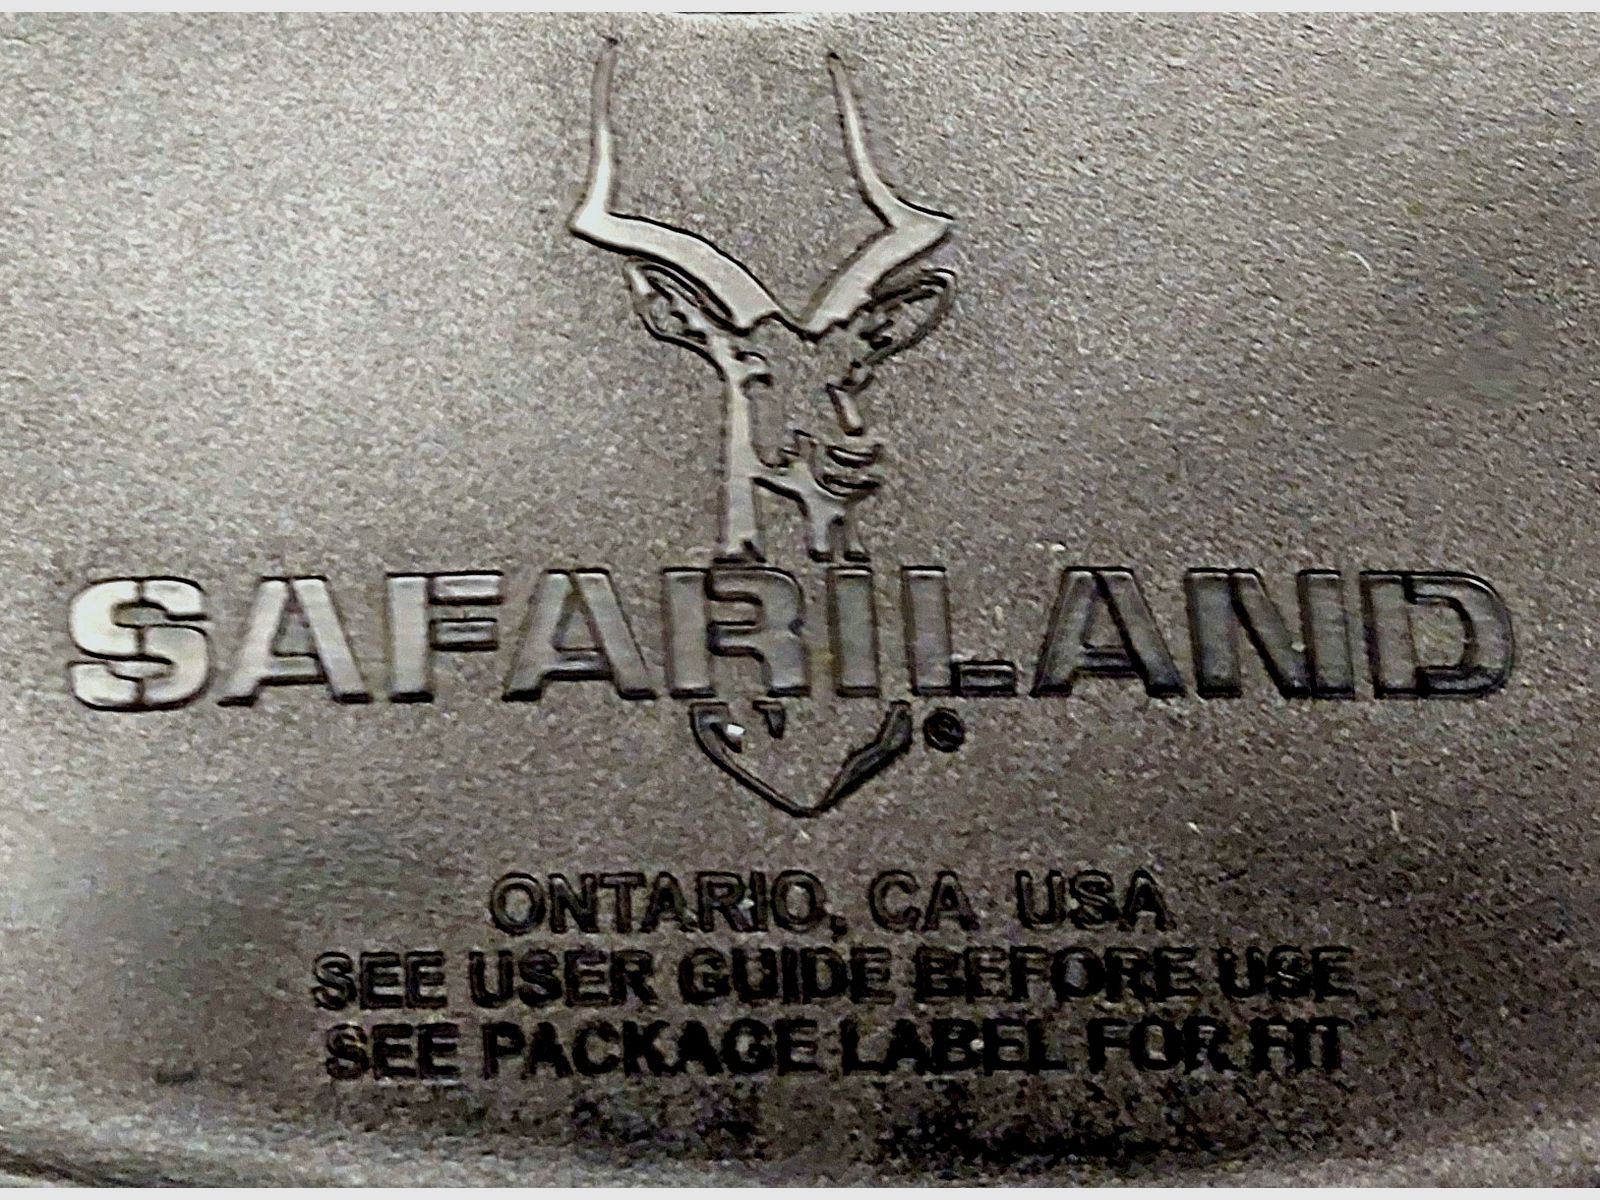 SAFARILAND®
ONTARIO, CA USA
SEE USER GUIDE BEFORE USE
SEE PACKAGE LABEL FOR FIT